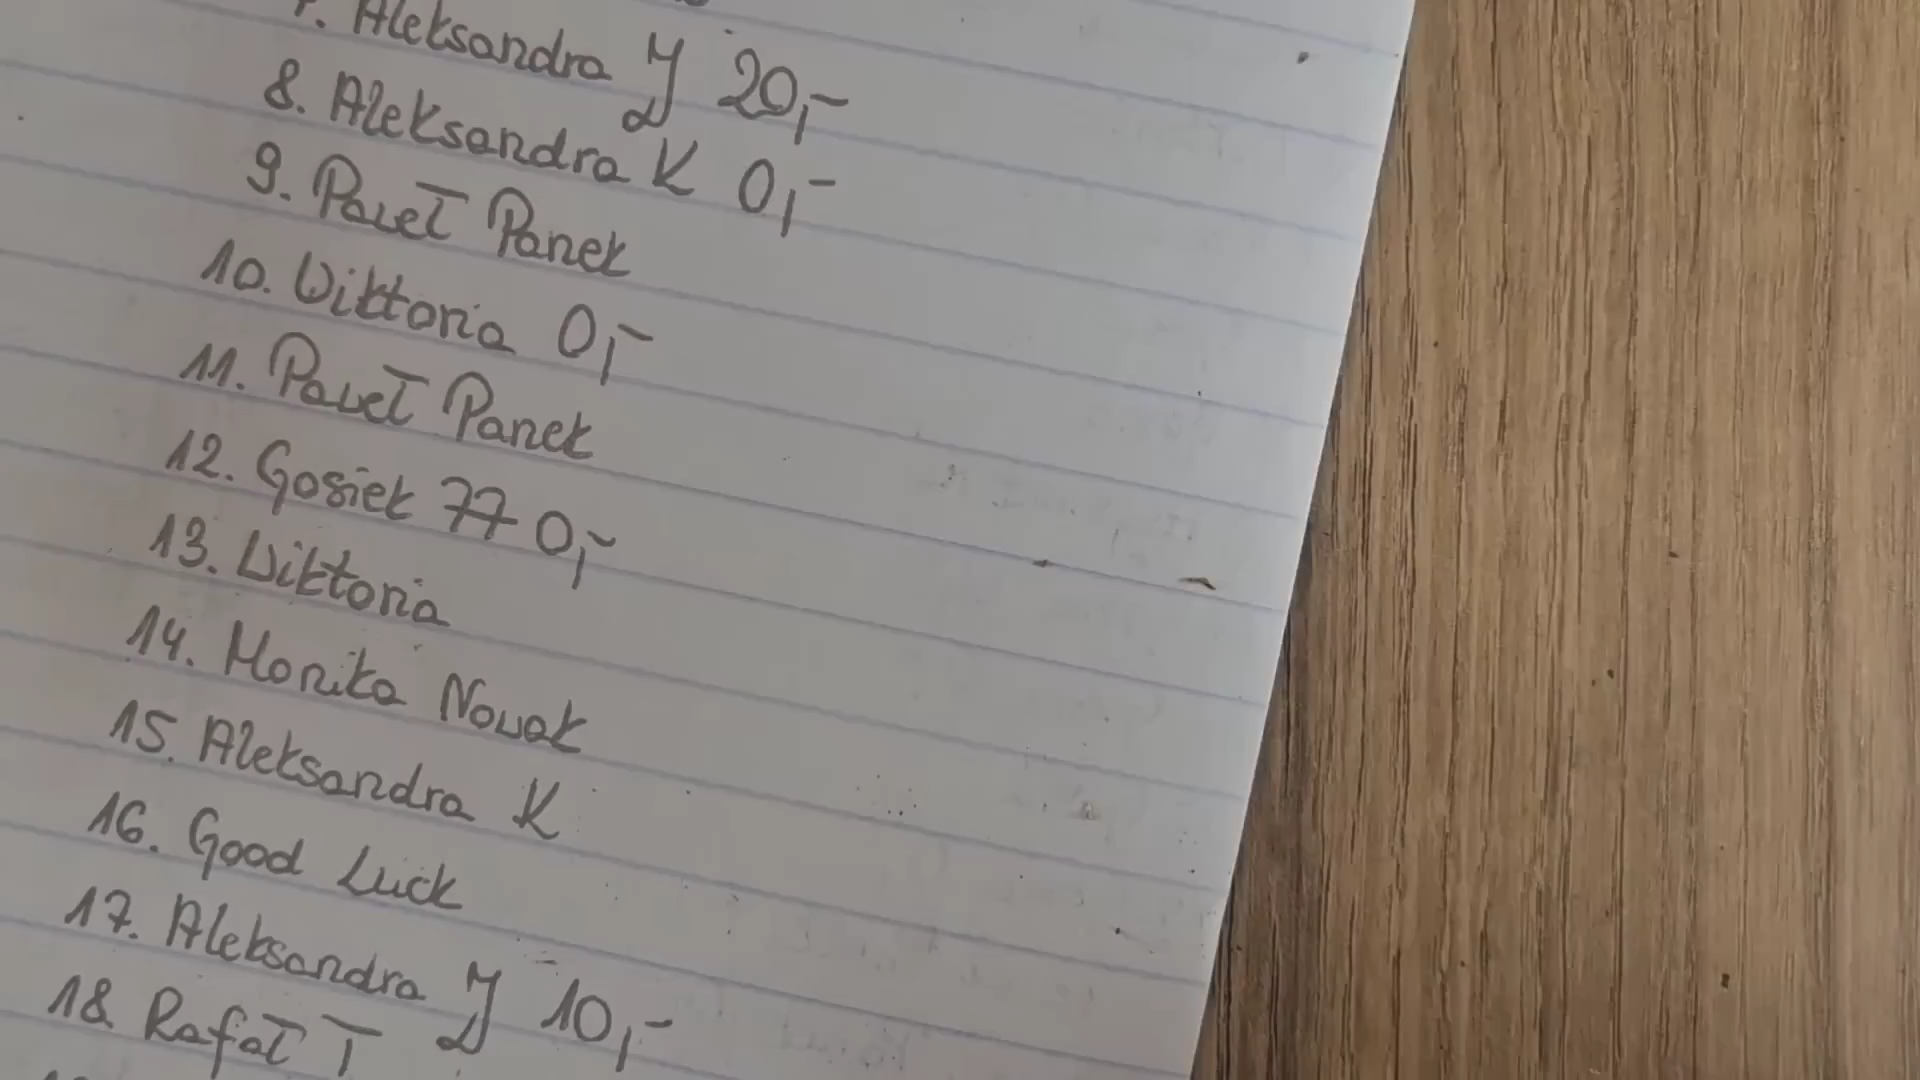 7. Aleksandra J 20,-
8. Aleksandra K 0,-
9. Paweł Panek
10. Wiktoria 0,-
11. Paweł Panek
12. Gosiek 77 0,-
13. Wiktoria
14. Monika Nowak
15. Aleksandra K
16. Good Luck
17. Aleksandra J 10,-
18. Rafał T